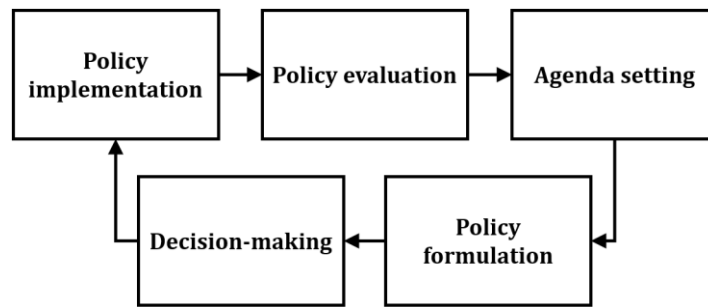 Policy
implementation
Policy evaluation
Agenda setting
Decision-making
Policy
formulation